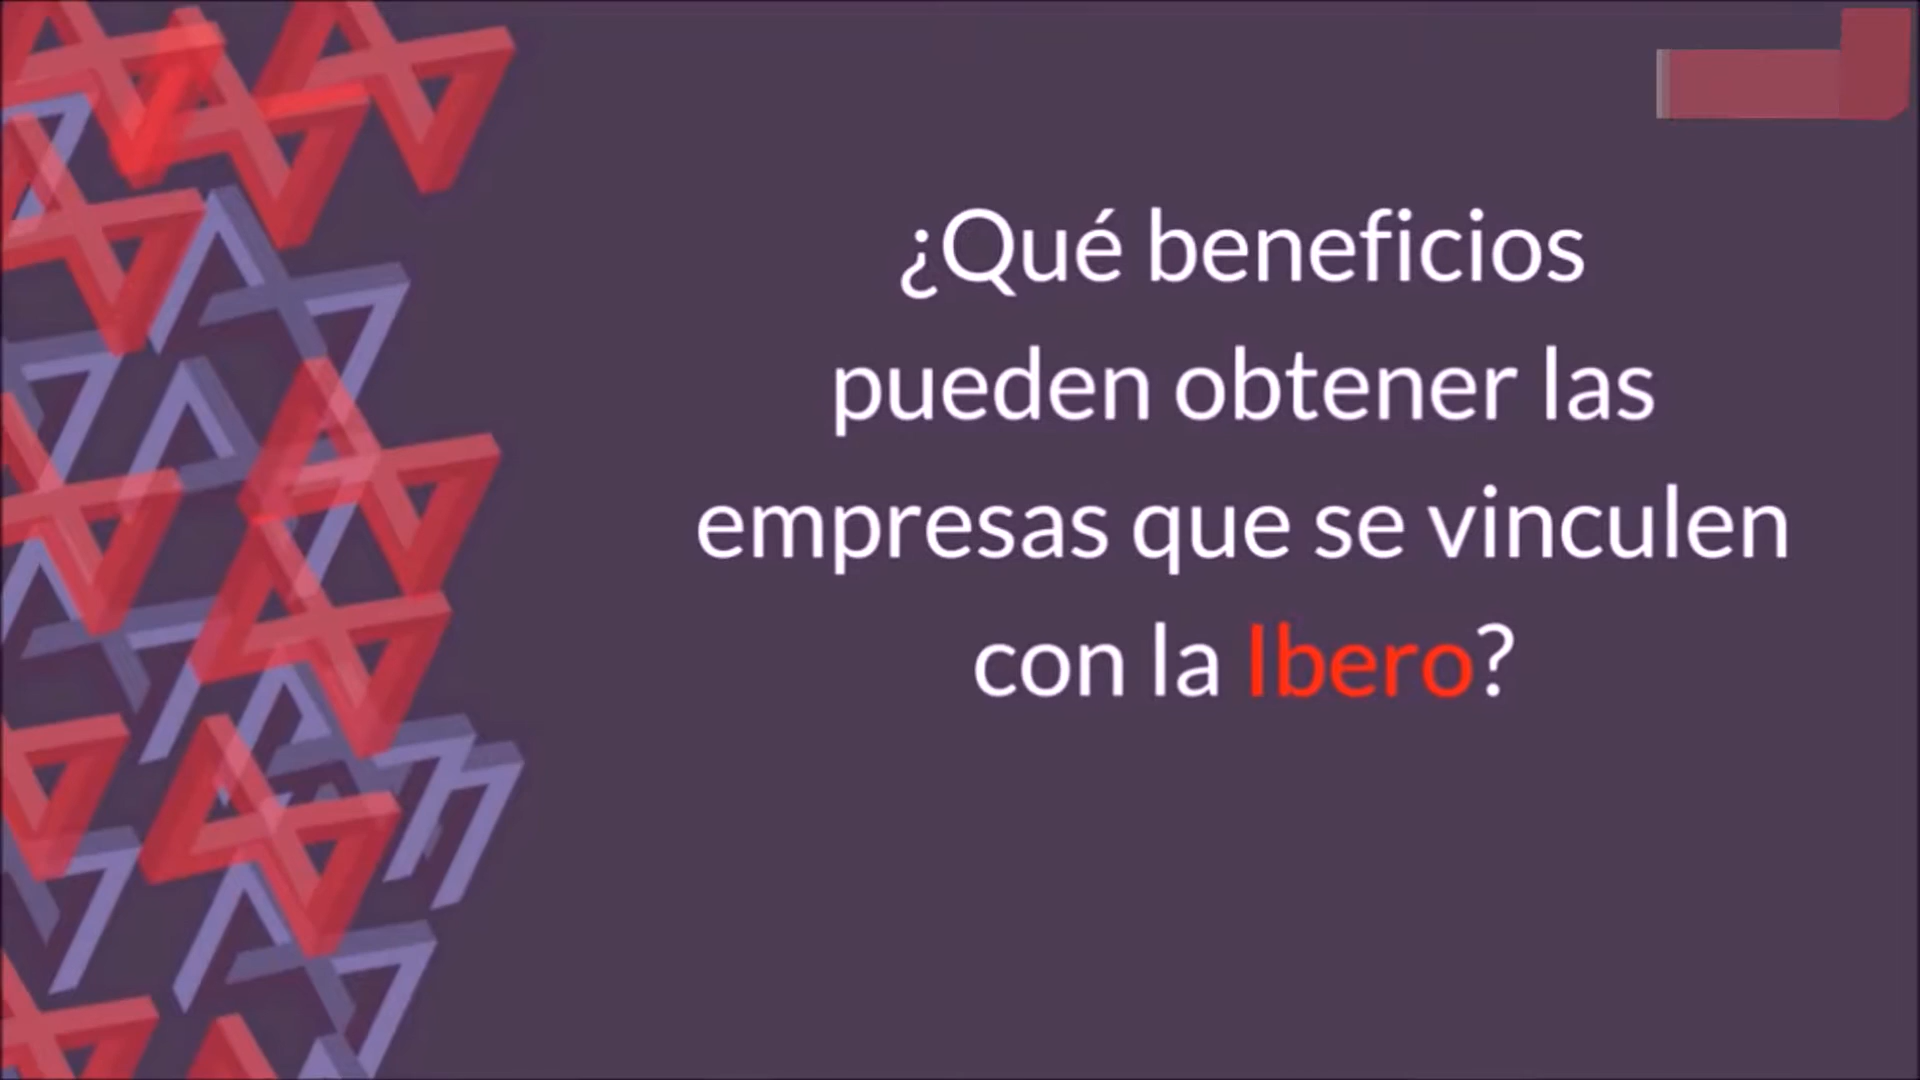 ¿Qué beneficios
pueden obtener las
empresas que se vinculen
con la Ibero?